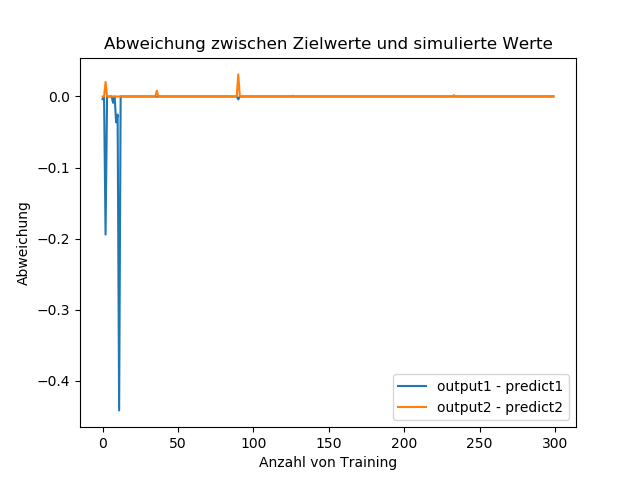 Abweichung zwischen Zielwerte und simulierte Werte
Abweichung
0.0
−0.1
−0.2
−0.3
−0.4
0 50 100 150 200 250 300
Anzahl von Training
output1 - predict1
output2 - predict2